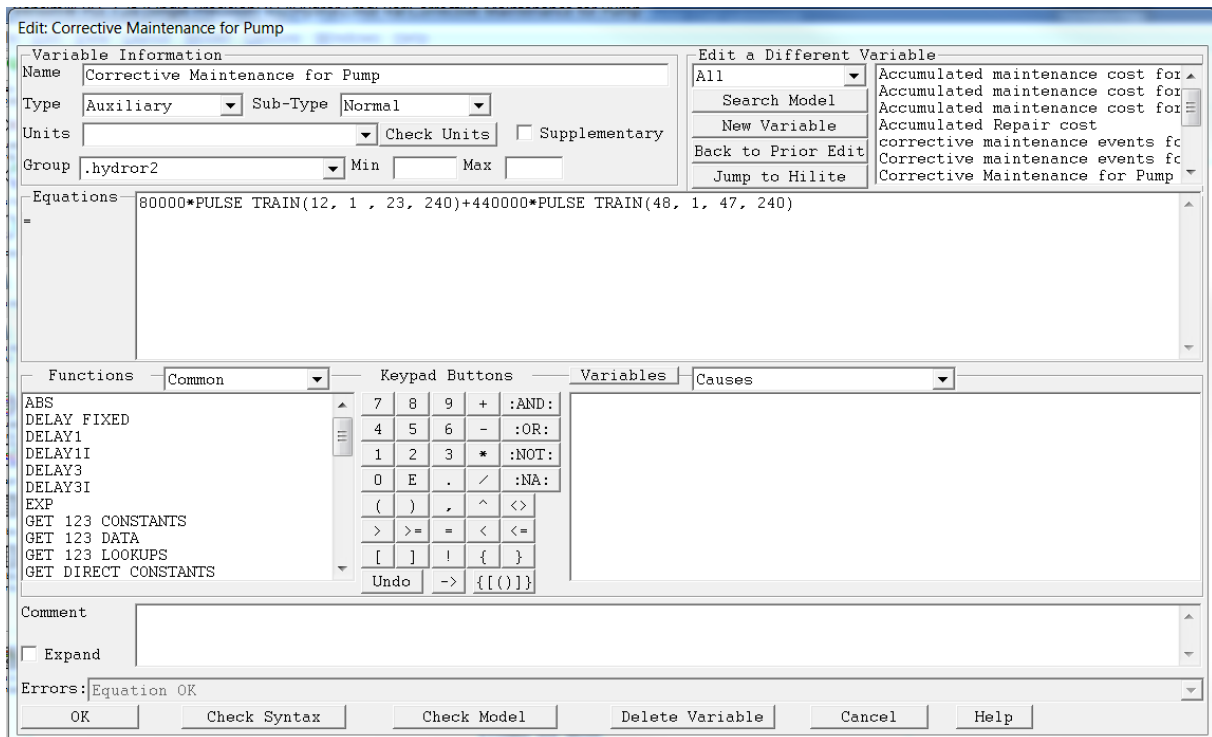 Edit: Corrective Maintenance for Pump
Variable Information
Name Corrective Maintenance for Pump
Type Auxiliary Sub-Type Normal
Units Check Units Supplementary
Group .hydror2 Min Max
Edit a Different Variable
All
Search Model
New Variable
Back to Prior Edit
Jump to Hilite
Accumulated maintenance cost for
Accumulated maintenance cost for
Accumulated maintenance cost for
Accumulated Repair cost
corrective maintenance events fo
Corrective maintenance events fo
Corrective Maintenance for Pump
Equations
=
80000*PULSE TRAIN(12, 1 , 23, 240)+440000*PULSE TRAIN(48, 1, 47, 240)
Functions Common
ABS
DELAY FIXED
DELAY1
DELAY1I
DELAY3
DELAY3I
EXP
GET 123 CONSTANTS
GET 123 DATA
GET 123 LOOKUPS
GET DIRECT CONSTANTS
Keypad Buttons
7 8 9 + :AND:
4 5 6 - :OR:
1 2 3 * :NOT:
0 E . / :NA:
( ) , ^ <>
> >= = < <=
[ ] ! { }
Undo -> {[()]}
Variables Causes
Comment
Expand
Errors: Equation OK
OK Check Syntax Check Model Delete Variable Cancel Help